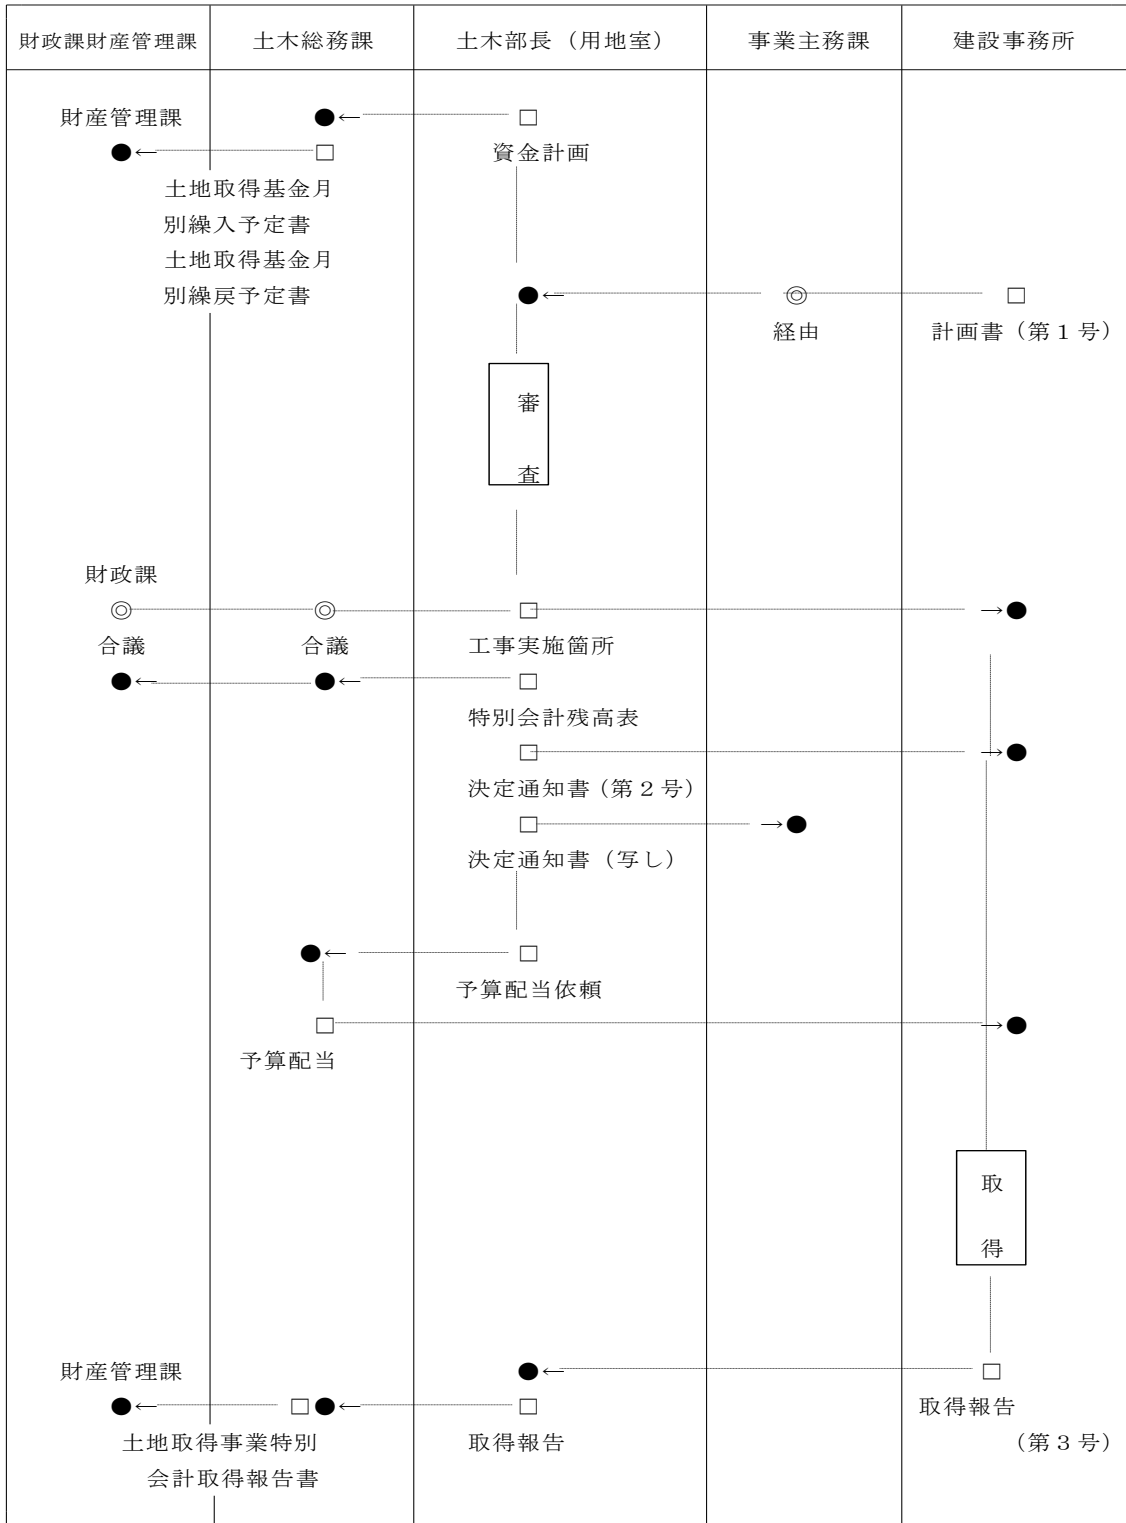 財政課財産管理課 土木総務課 土木部長（用地室） 事業主務課 建設事務所
財産管理課 ●← □
●← □ 資金計画
土地取得基金月
別繰入予定書
土地取得基金月
別繰戻予定書 ●← ◎ □
経由 計画書（第１号）
審
査
財政課
◎ ◎ □ →●
合議 合議 工事実施箇所
●← ●← □
特別会計残高表
□ →●
決定通知書（第２号）
□ →●
決定通知書（写し）
●← □
予算配当依頼
□ →●
予算配当
取
得
財産管理課 ●← □
●← □●← □ 取得報告
土地取得事業特別 取得報告 （第３号）
会計取得報告書